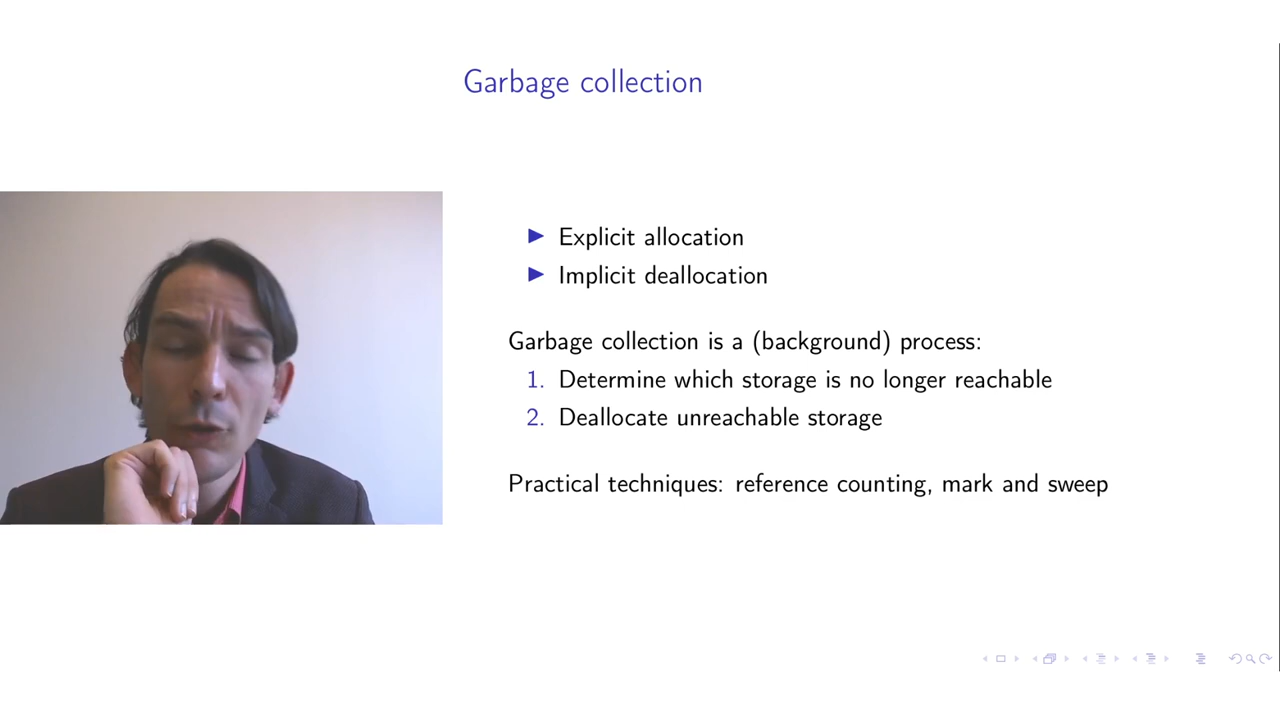 Garbage collection
Explicit allocation
Implicit deallocation
Garbage collection is a (background) process:
1. Determine which storage is no longer reachable
2. Deallocate unreachable storage
Practical techniques: reference counting, mark and sweep